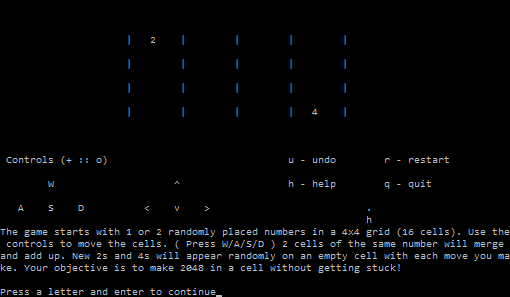 | 2 | | | |
| | | | |
| | | | |
| | | | 4 |
Controls (+ :: o) u - undo r - restart
W ^ h - help q - quit
A S D < v > .
h
The game starts with 1 or 2 randomly placed numbers in a 4x4 grid (16 cells). Use the
controls to move the cells. ( Press W/A/S/D ) 2 cells of the same number will merge
and add up. New 2s and 4s will appear randomly on an empty cell with each move you ma
ke. Your objective is to make 2048 in a cell without getting stuck!
Press a letter and enter to continue_